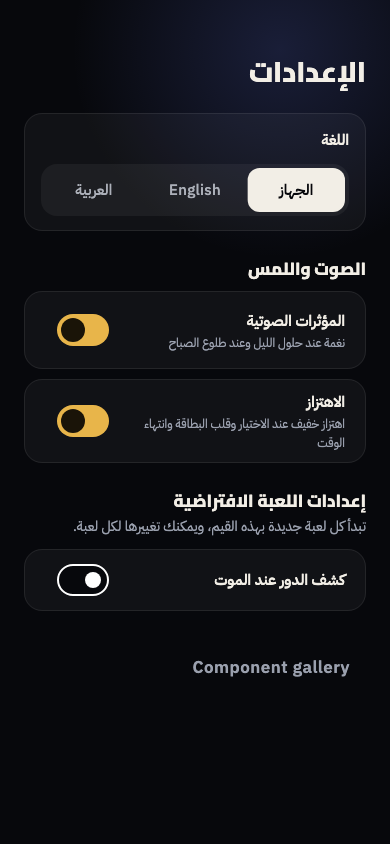 الإعدادات
اللغة
الجهاز
English
العربية
الصوت واللمس
المؤثرات الصوتية
نغمة عند حلول الليل وعند طلوع الصباح
الاهتزاز
اهتزاز خفيف عند الاختيار وقلب البطاقة وانتهاء
الوقت
إعدادات اللعبة الافتراضية
تبدأ كل لعبة جديدة بهذه القيم، ويمكنك تغييرها لكل لعبة.
كشف الدور عند الموت
Component gallery